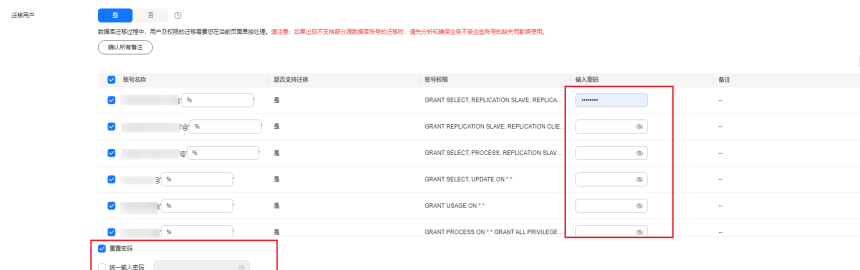 迁移用户 是 否
数据库迁移过程中，用户及权限的迁移需要您在当前页面单独处理。请注意：如果出现不支持部分源数据库账号的迁移时，请先分析和确保业务不受这些账号的缺失而影响使用。
确认所有备注
账号名称 是否支持迁移 账号权限 输入密码 备注
@' % ' 是 GRANT SELECT, REPLICATION SLAVE, REPLICA... ******** --
'@' % ' 是 GRANT REPLICATION SLAVE, REPLICATION CLIE... --
'@' % ' 是 GRANT SELECT, PROCESS, REPLICATION SLAV... --
@' % ' 是 GRANT SELECT, UPDATE ON *.* --
@' % ' 是 GRANT USAGE ON *.* --
' % ' 是 GRANT PROCESS ON *.* GRANT ALL PRIVILEGE... --
重置密码
统一输入密码